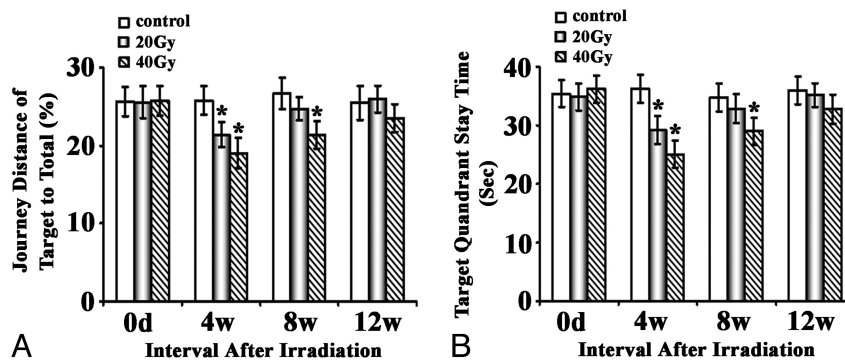 control
20Gy
40Gy
Journey Distance of
Target to Total (%)
30
20
10
0
*
*
*
0d 4w 8w 12w
Interval After Irradiation
A
control
20Gy
40Gy
Target Quandrant Stay Time
(Sec)
40
30
20
10
0
*
*
*
0d 4w 8w 12w
Interval After Irradiation
B